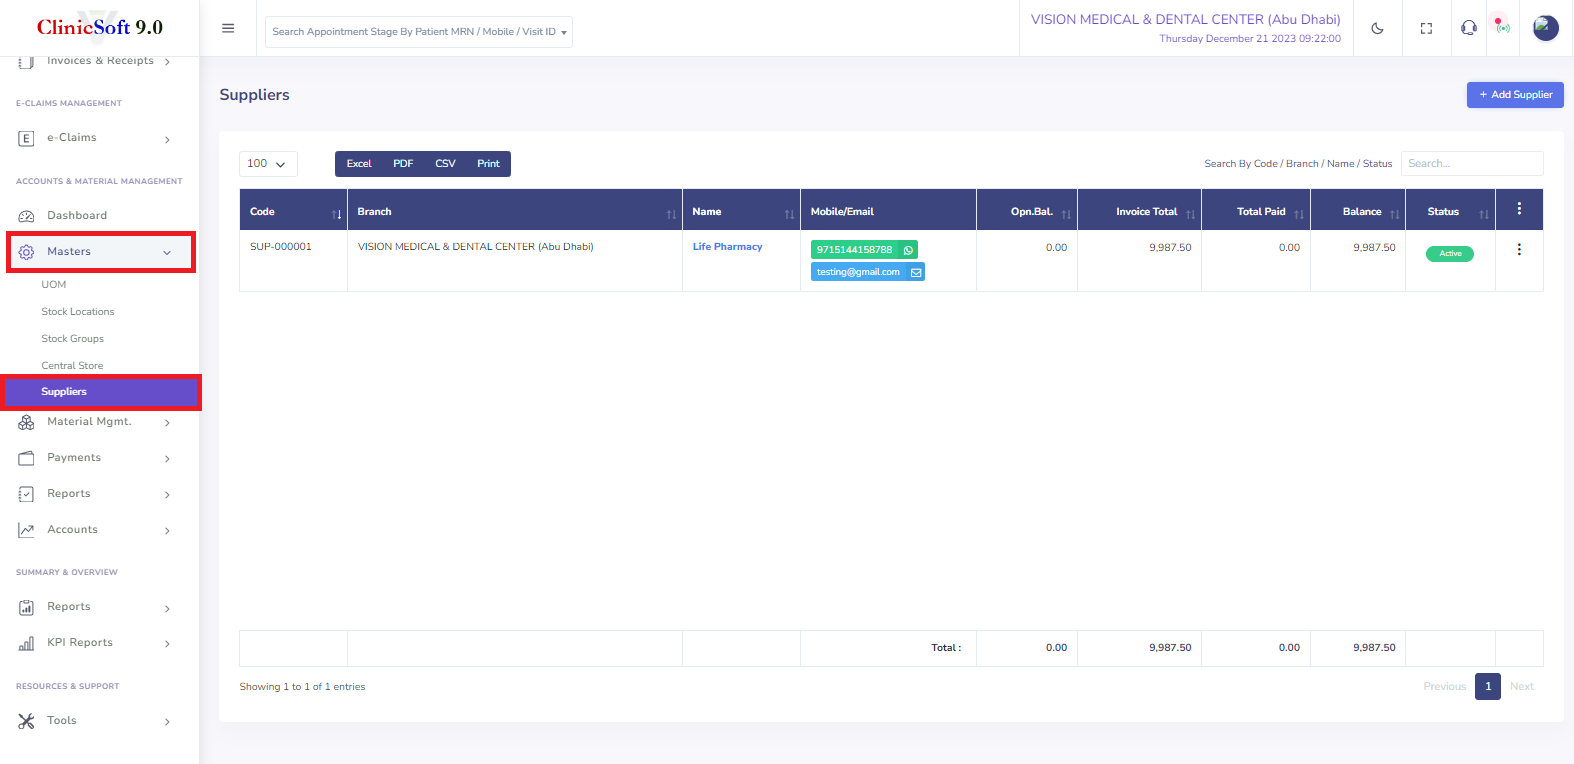 ClinicSoft 9.0
Search Appointment Stage By Patient MRN / Mobile / Visit ID
VISION MEDICAL & DENTAL CENTER (Abu Dhabi)
Thursday December 21 2023 09:22:00
Invoices & Receipts
E-CLAIMS MANAGEMENT
e-Claims
ACCOUNTS & MATERIAL MANAGEMENT
Dashboard
Masters
UOM
Stock Locations
Stock Groups
Central Store
Suppliers
Material Mgmt.
Payments
Reports
Accounts
SUMMARY & OVERVIEW
Reports
KPI Reports
RESOURCES & SUPPORT
Tools
Suppliers
+ Add Supplier
100
Excel PDF CSV Print
Search By Code / Branch / Name / Status
Search...
Code Branch Name Mobile/Email Opn.Bal. Invoice Total Total Paid Balance Status
SUP-000001 VISION MEDICAL & DENTAL CENTER (Abu Dhabi) Life Pharmacy 9715144158788 0.00 9,987.50 0.00 9,987.50 Active
testing@gmail.com
Total : 0.00 9,987.50 0.00 9,987.50
Showing 1 to 1 of 1 entries
Previous 1 Next